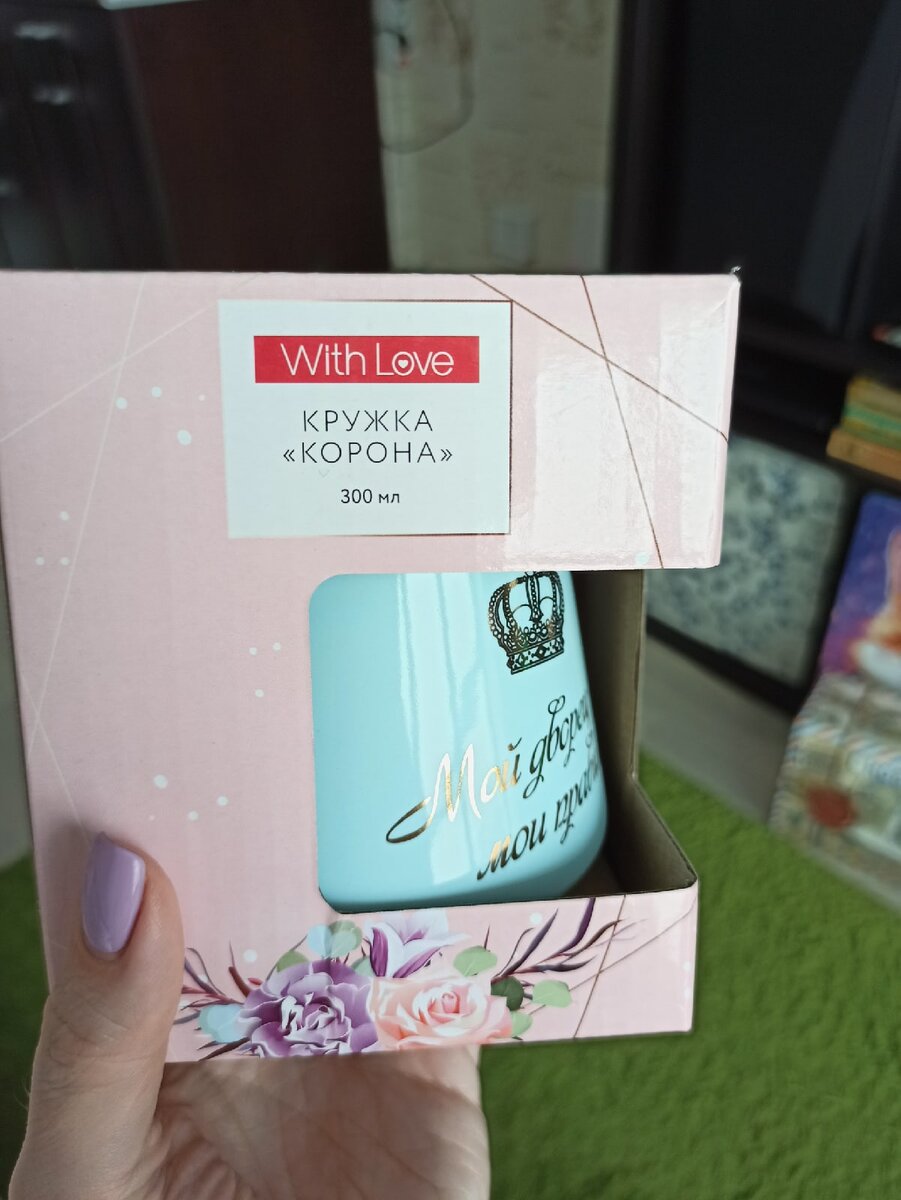 With Love
КРУЖКА
«КОРОНА»
300 мл
Мой
мои